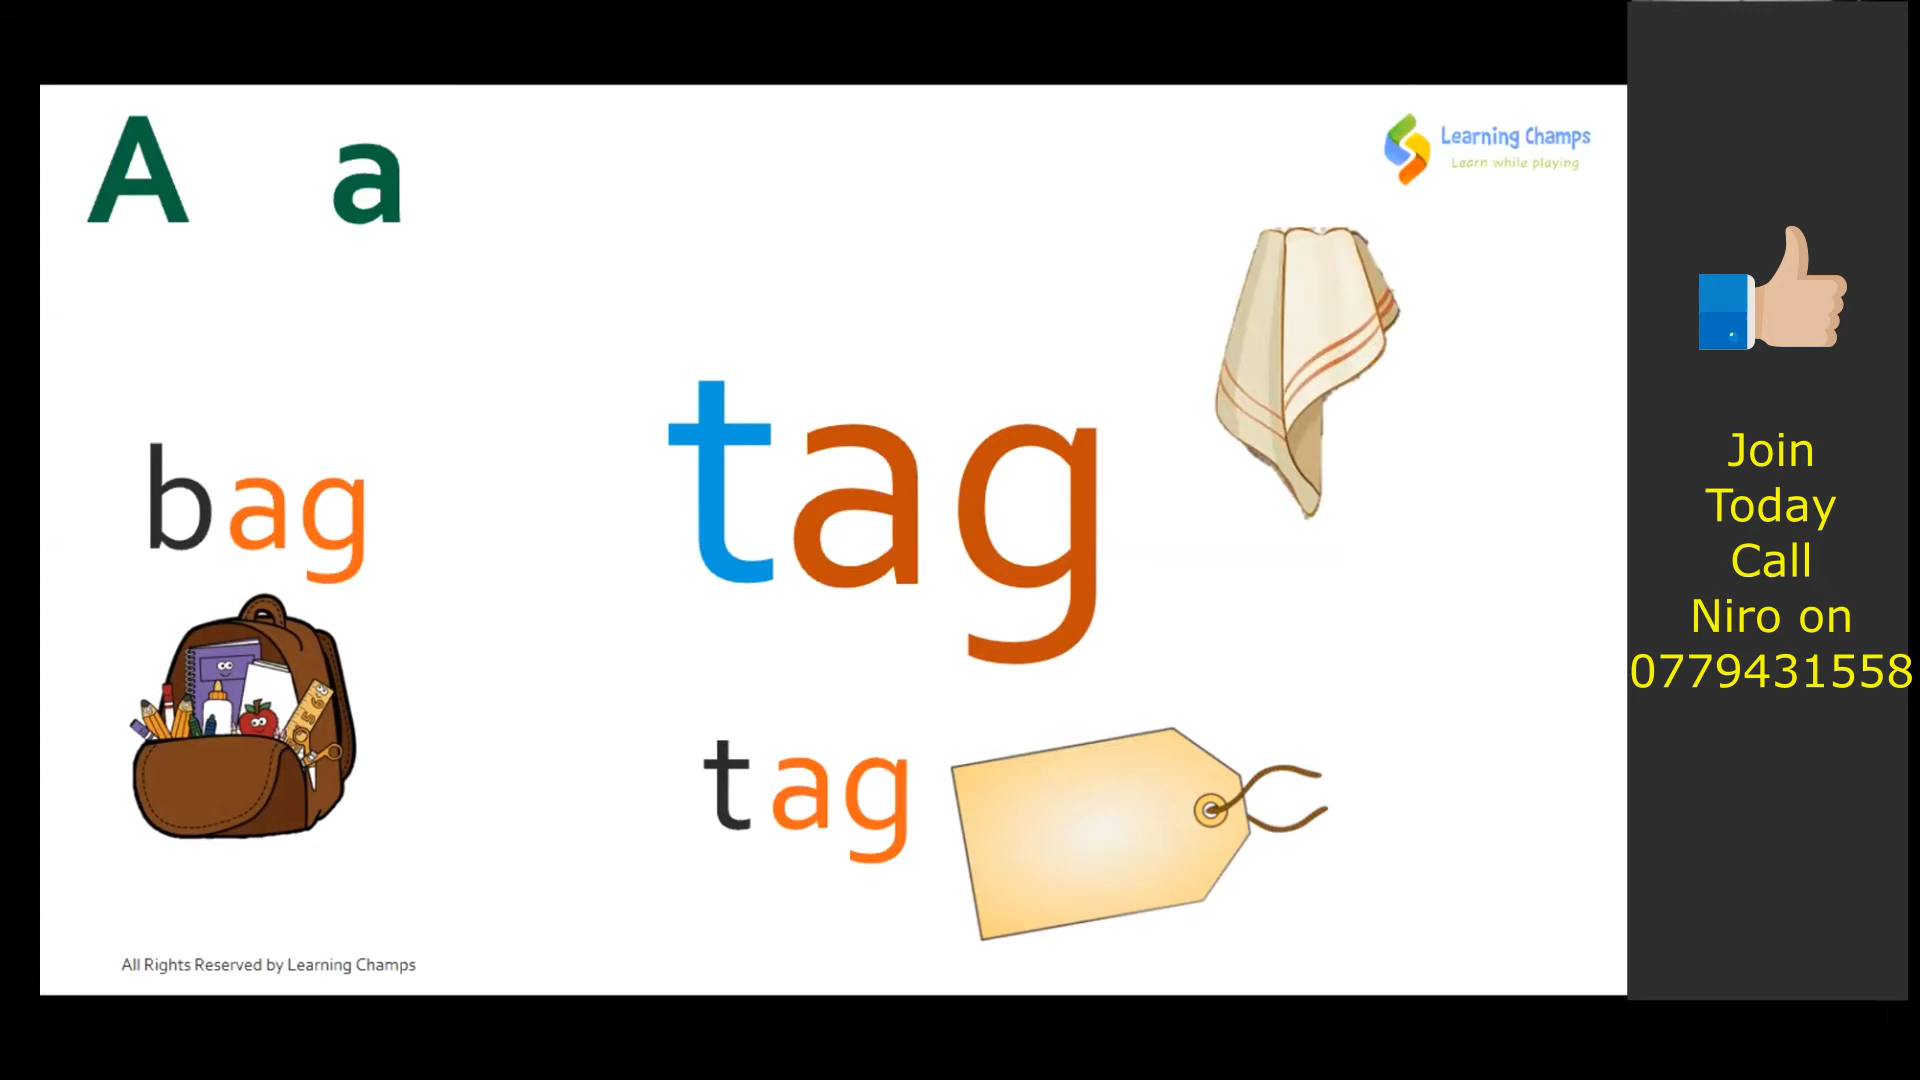 A a
Learning Champs
Learn while playing
tag
bag
tag
All Rights Reserved by Learning Champs
Join
Today
Call
Niro on
0779431558